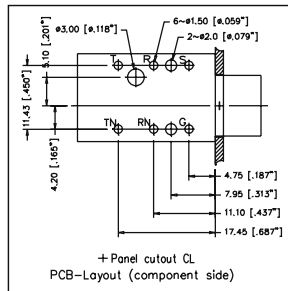 6~ø1.50 [ø.059"]
ø3.00 [ø.118"]
2~ø2.0 [ø.079"]
T R S
5.10 [.201"]
11.43 [.450"]
4.20 [.165"]
TN RN G
4.75 [.187"]
7.95 [.313"]
11.10 [.437"]
17.45 [.687"]
+ Panel cutout CL
PCB-Layout (component side)